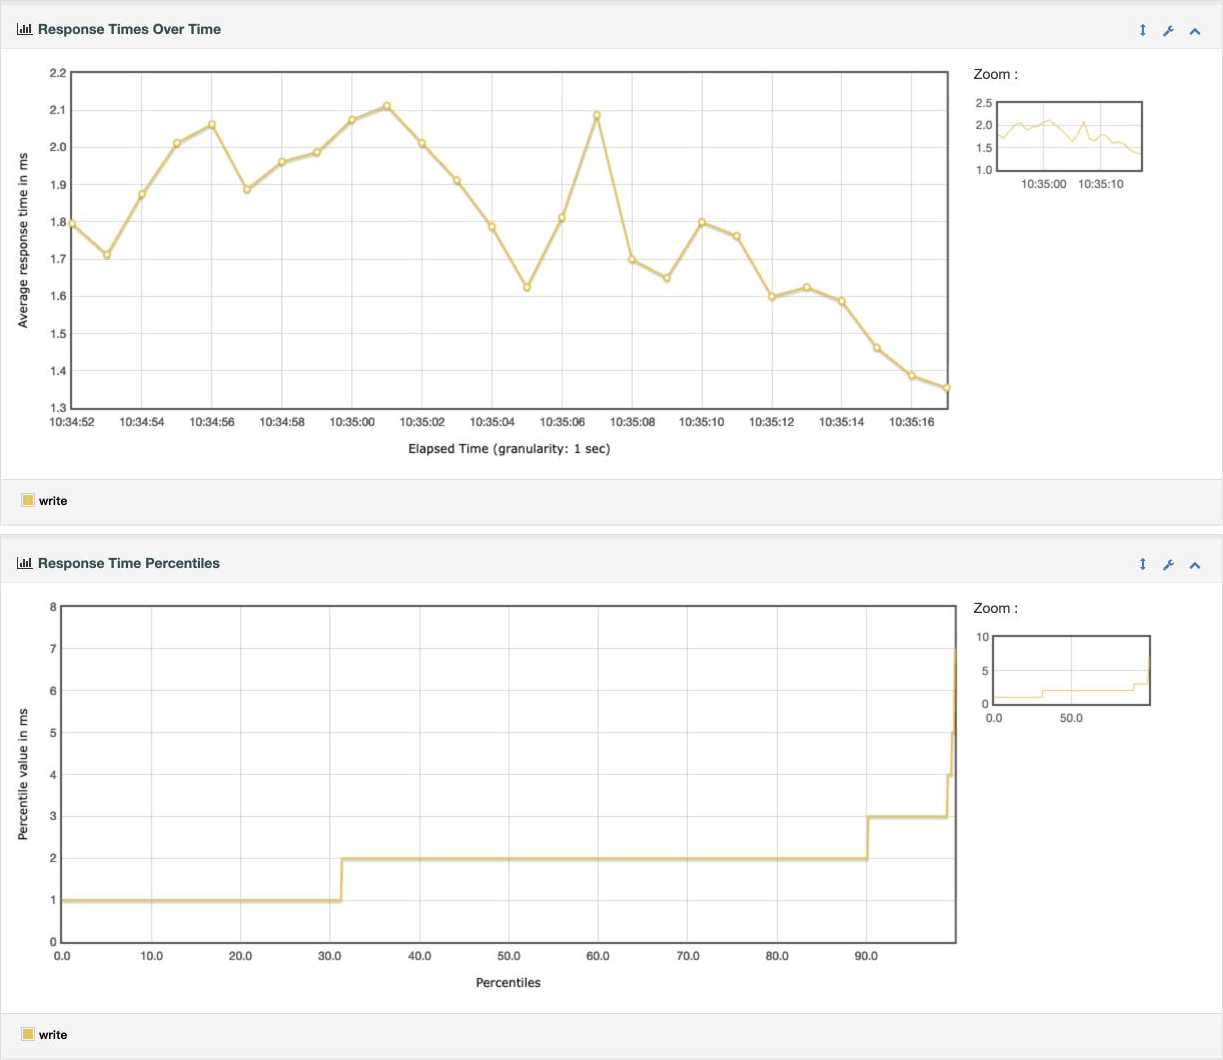 Response Times Over Time
Zoom :
2.2
2.1
2.0
1.9
1.8
1.7
1.6
1.5
1.4
1.3
Average response time in ms
10:34:52 10:34:54 10:34:56 10:34:58 10:35:00 10:35:02 10:35:04 10:35:06 10:35:08 10:35:10 10:35:12 10:35:14 10:35:16
Elapsed Time (granularity: 1 sec)
2.5
2.0
1.5
1.0
10:35:00 10:35:10
write
Response Time Percentiles
Zoom :
8
7
6
5
4
3
2
1
0
Percentile value in ms
0.0 10.0 20.0 30.0 40.0 50.0 60.0 70.0 80.0 90.0
Percentiles
10
5
0
0.0 50.0
write